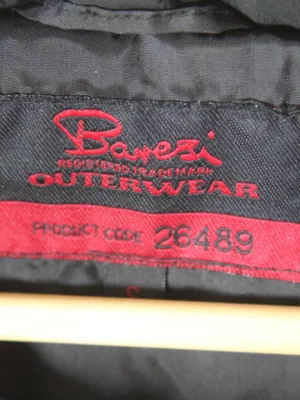 Barezi
REGISTERED TRADEMARK
OUTERWEAR
PRODUCT CODE 26489